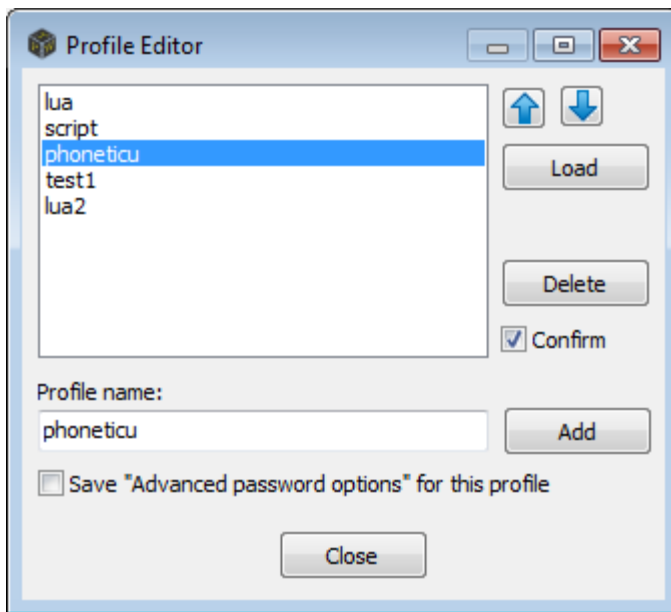 Profile Editor
lua
script
phoneticu
test1
lua2
Load
Delete
Confirm
Profile name:
phoneticu
Add
Save "Advanced password options" for this profile
Close